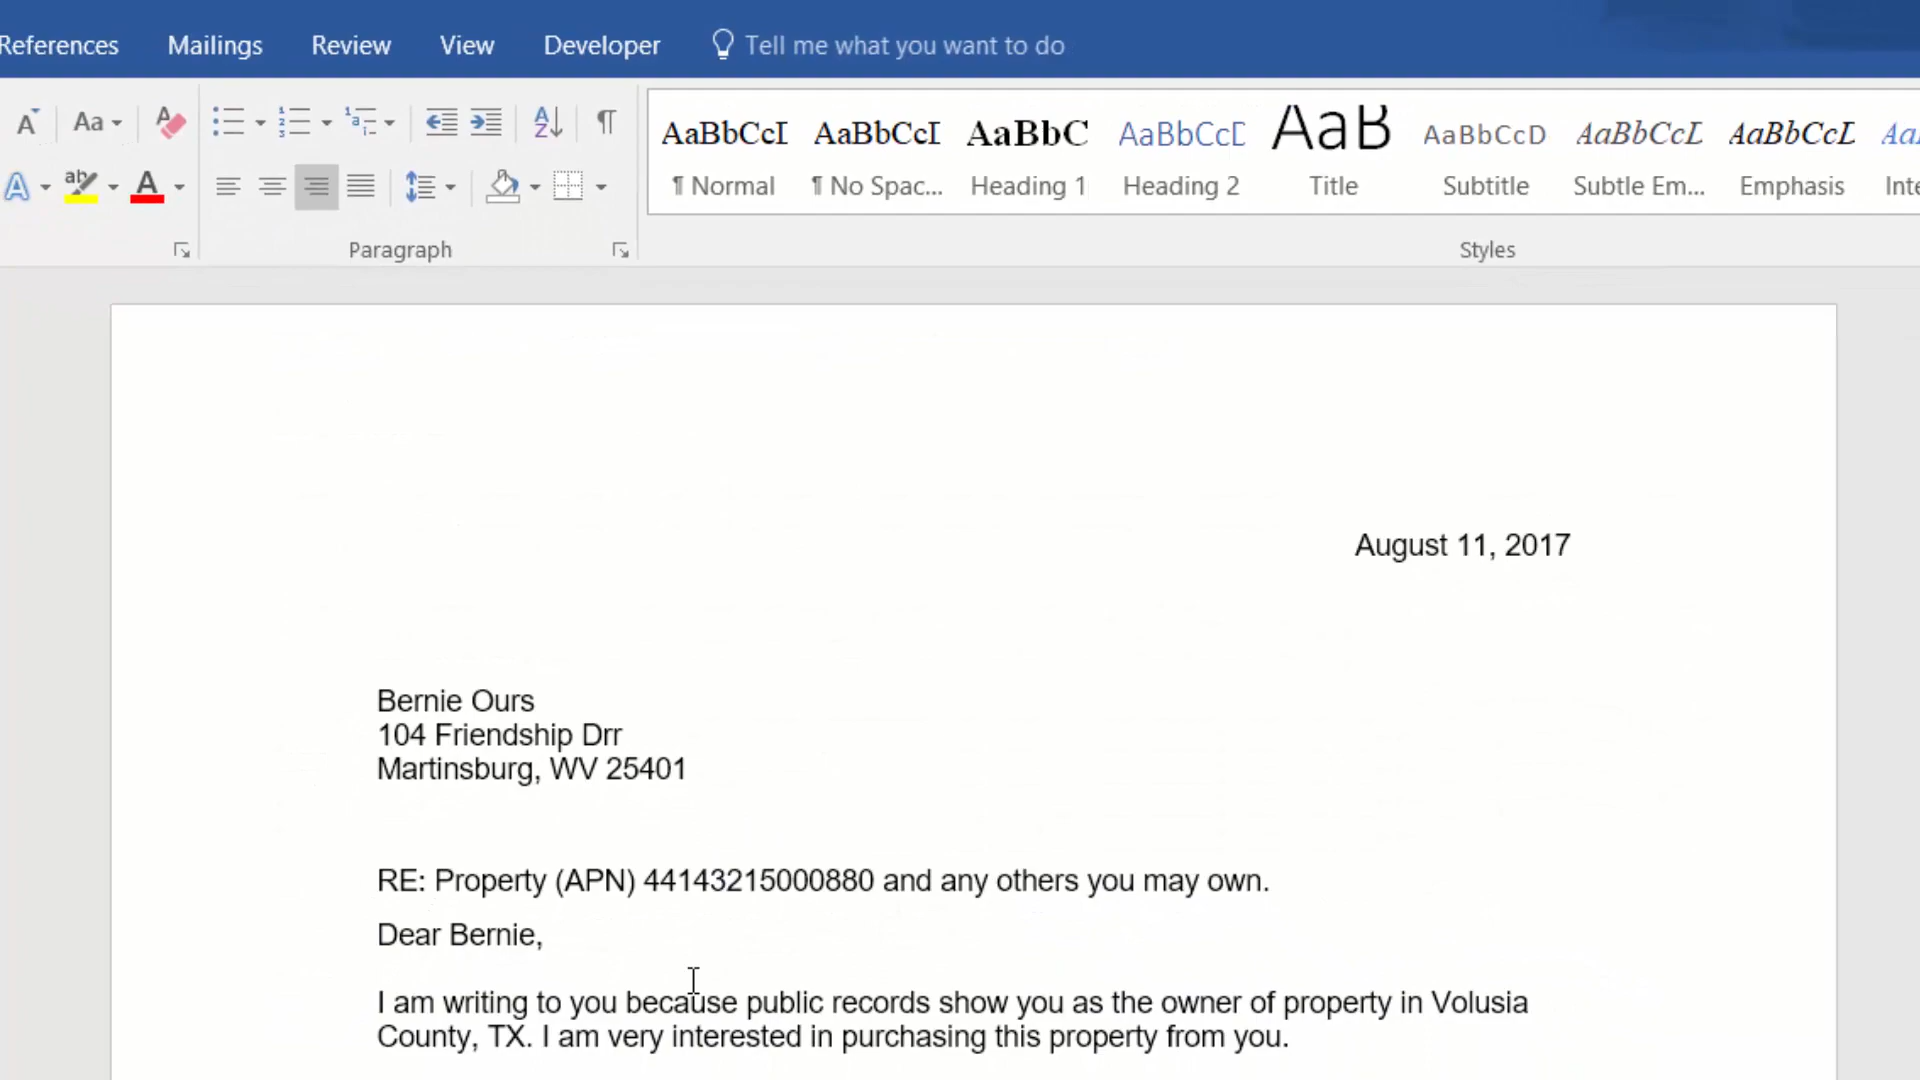 References Mailings Review View Developer Tell me what you want to do
A Aa A
AaBbCcI AaBbCcI AaBbC AaBbCcD AaB AaBbCcD AaBbCcL AaBbCcL Aa
A ab A ¶ Normal ¶ No Spac... Heading 1 Heading 2 Title Subtitle Subtle Em... Emphasis Inte
Paragraph Styles
August 11, 2017
Bernie Ours
104 Friendship Drr
Martinsburg, WV 25401
RE: Property (APN) 44143215000880 and any others you may own.
Dear Bernie,
I am writing to you because public records show you as the owner of property in Volusia
County, TX. I am very interested in purchasing this property from you.